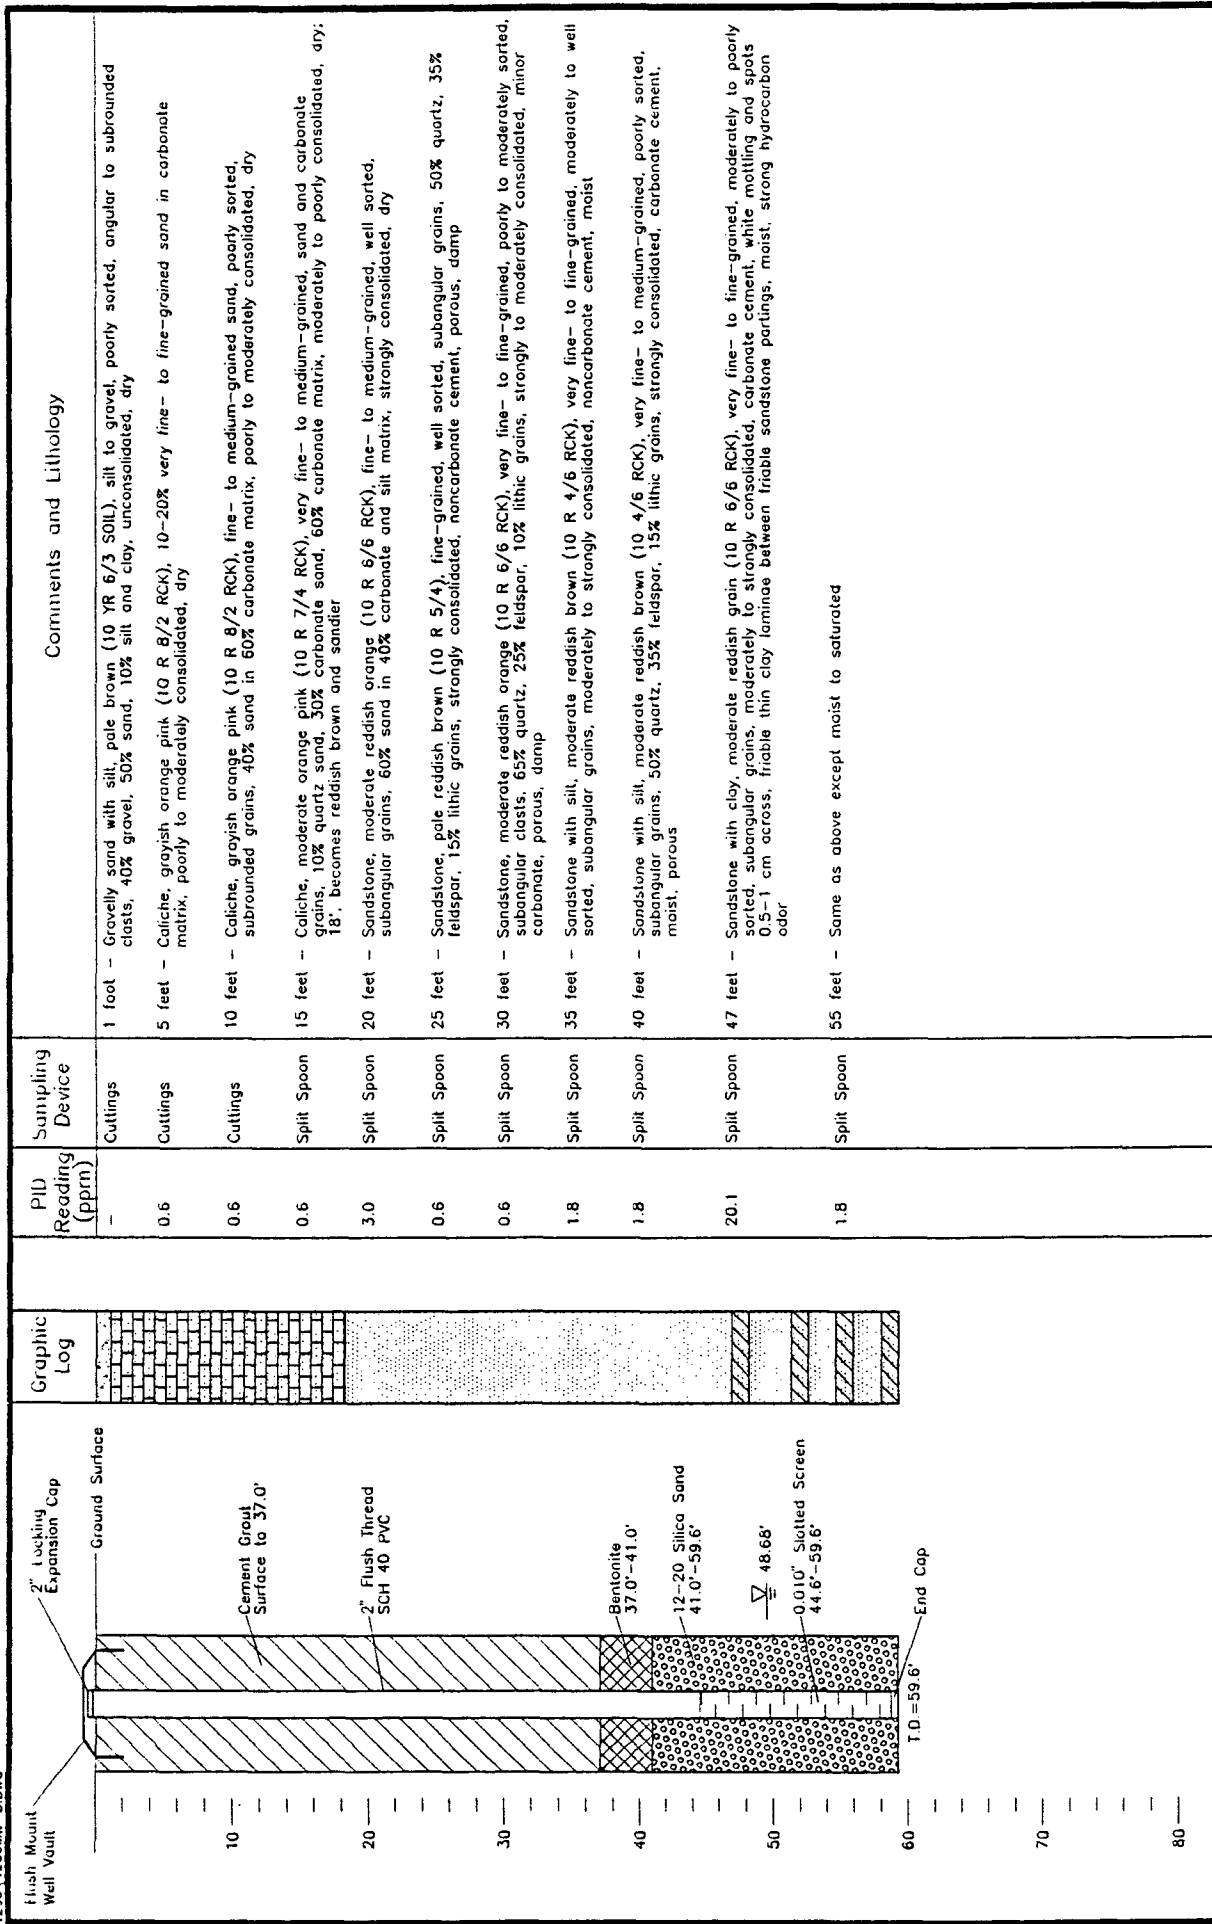 Flush Mount
Well Vault
2" Locking
Expansion Cap
Ground Surface
Cement Grout
Surface to 37.0'
2" Flush Thread
SCH 40 PVC
Bentonite
37.0'-41.0'
12-20 Silica Sand
41.0'-59.6'
48.68'
0.010" Slotted Screen
44.6'-59.6'
End Cap
T.D.=59.6'
10
20
30
40
50
60
70
80
Graphic
Log
PID
Reading
(ppm)
-
0.6
0.6
0.6
3.0
0.6
0.6
1.8
1.8
20.1
1.8
Sampling
Device
Cuttings
Cuttings
Cuttings
Split Spoon
Split Spoon
Split Spoon
Split Spoon
Split Spoon
Split Spoon
Split Spoon
Split Spoon
Comments and Lithology
1 foot - Gravelly sand with silt, pale brown (10 YR 6/3 SOIL), silt to gravel, poorly sorted, angular to subrounded
clasts, 40% gravel, 50% sand, 10% silt and clay, unconsolidated, dry
5 feet - Caliche, grayish orange pink (10 R 8/2 RCK), 10-20% very fine- to fine-grained sand in carbonate
matrix, poorly to moderately consolidated, dry
10 feet - Caliche, grayish orange pink (10 R 8/2 RCK), fine- to medium-grained sand, poorly sorted,
subrounded grains, 40% sand in 60% carbonate matrix, poorly to moderately consolidated, dry
15 feet - Caliche, moderate orange pink (10 R 7/4 RCK), very fine- to medium-grained, sand and carbonate
grains, 10% quartz sand, 30% carbonate sand, 60% carbonate matrix, moderately to poorly consolidated, dry;
18', becomes reddish brown and sandier
20 feet - Sandstone, moderate reddish orange (10 R 6/6 RCK), fine- to medium-grained, well sorted,
subangular grains, 60% sand in 40% carbonate and silt matrix, strongly consolidated, dry
25 feet - Sandstone, pale reddish brown (10 R 5/4), fine-grained, well sorted, subangular grains, 50% quartz, 35%
feldspar, 15% lithic grains, strongly consolidated, noncarbonate cement, porous, damp
30 feet - Sandstone, moderate reddish orange (10 R 6/6 RCK), very fine- to fine-grained, poorly to moderately sorted,
subangular clasts, 65% quartz, 25% feldspar, 10% lithic grains, strongly to moderately consolidated, minor
carbonate, porous, damp
35 feet - Sandstone with silt, moderate reddish brown (10 R 4/6 RCK), very fine- to fine-grained, moderately to well
sorted, subangular grains, moderately to strongly consolidated, noncarbonate cement, moist
40 feet - Sandstone with silt, moderate reddish brown (10 4/6 RCK), very fine- to medium-grained, poorly sorted,
subangular grains, 50% quartz, 35% feldspar, 15% lithic grains, strongly consolidated, carbonate cement,
moist, porous
47 feet - Sandstone with clay, moderate reddish grain (10 R 6/6 RCK), very fine- to fine-grained, moderately to poorly
sorted, subangular grains, moderately to strongly consolidated, carbonate cement, white mottling and spots
0.5-1 cm across, friable thin clay laminae between friable sandstone partings, moist, strong hydrocarbon
odor
55 feet - Same as above except moist to saturated